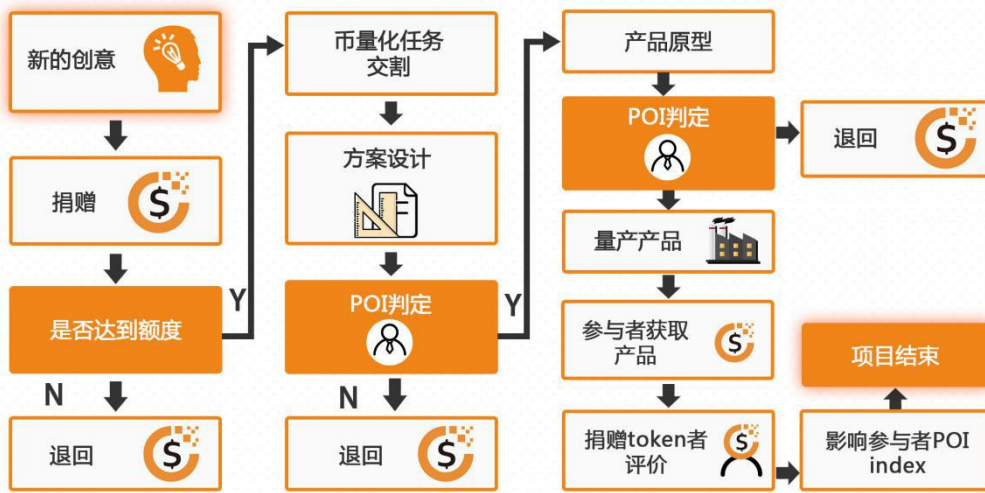 新的创意
捐赠
是否达到额度
Y
N
退回
币量化任务
交割
方案设计
POI判定
Y
N
退回
产品原型
POI判定
退回
量产产品
参与者获取
产品
捐赠token者
评价
影响参与者POI
index
项目结束